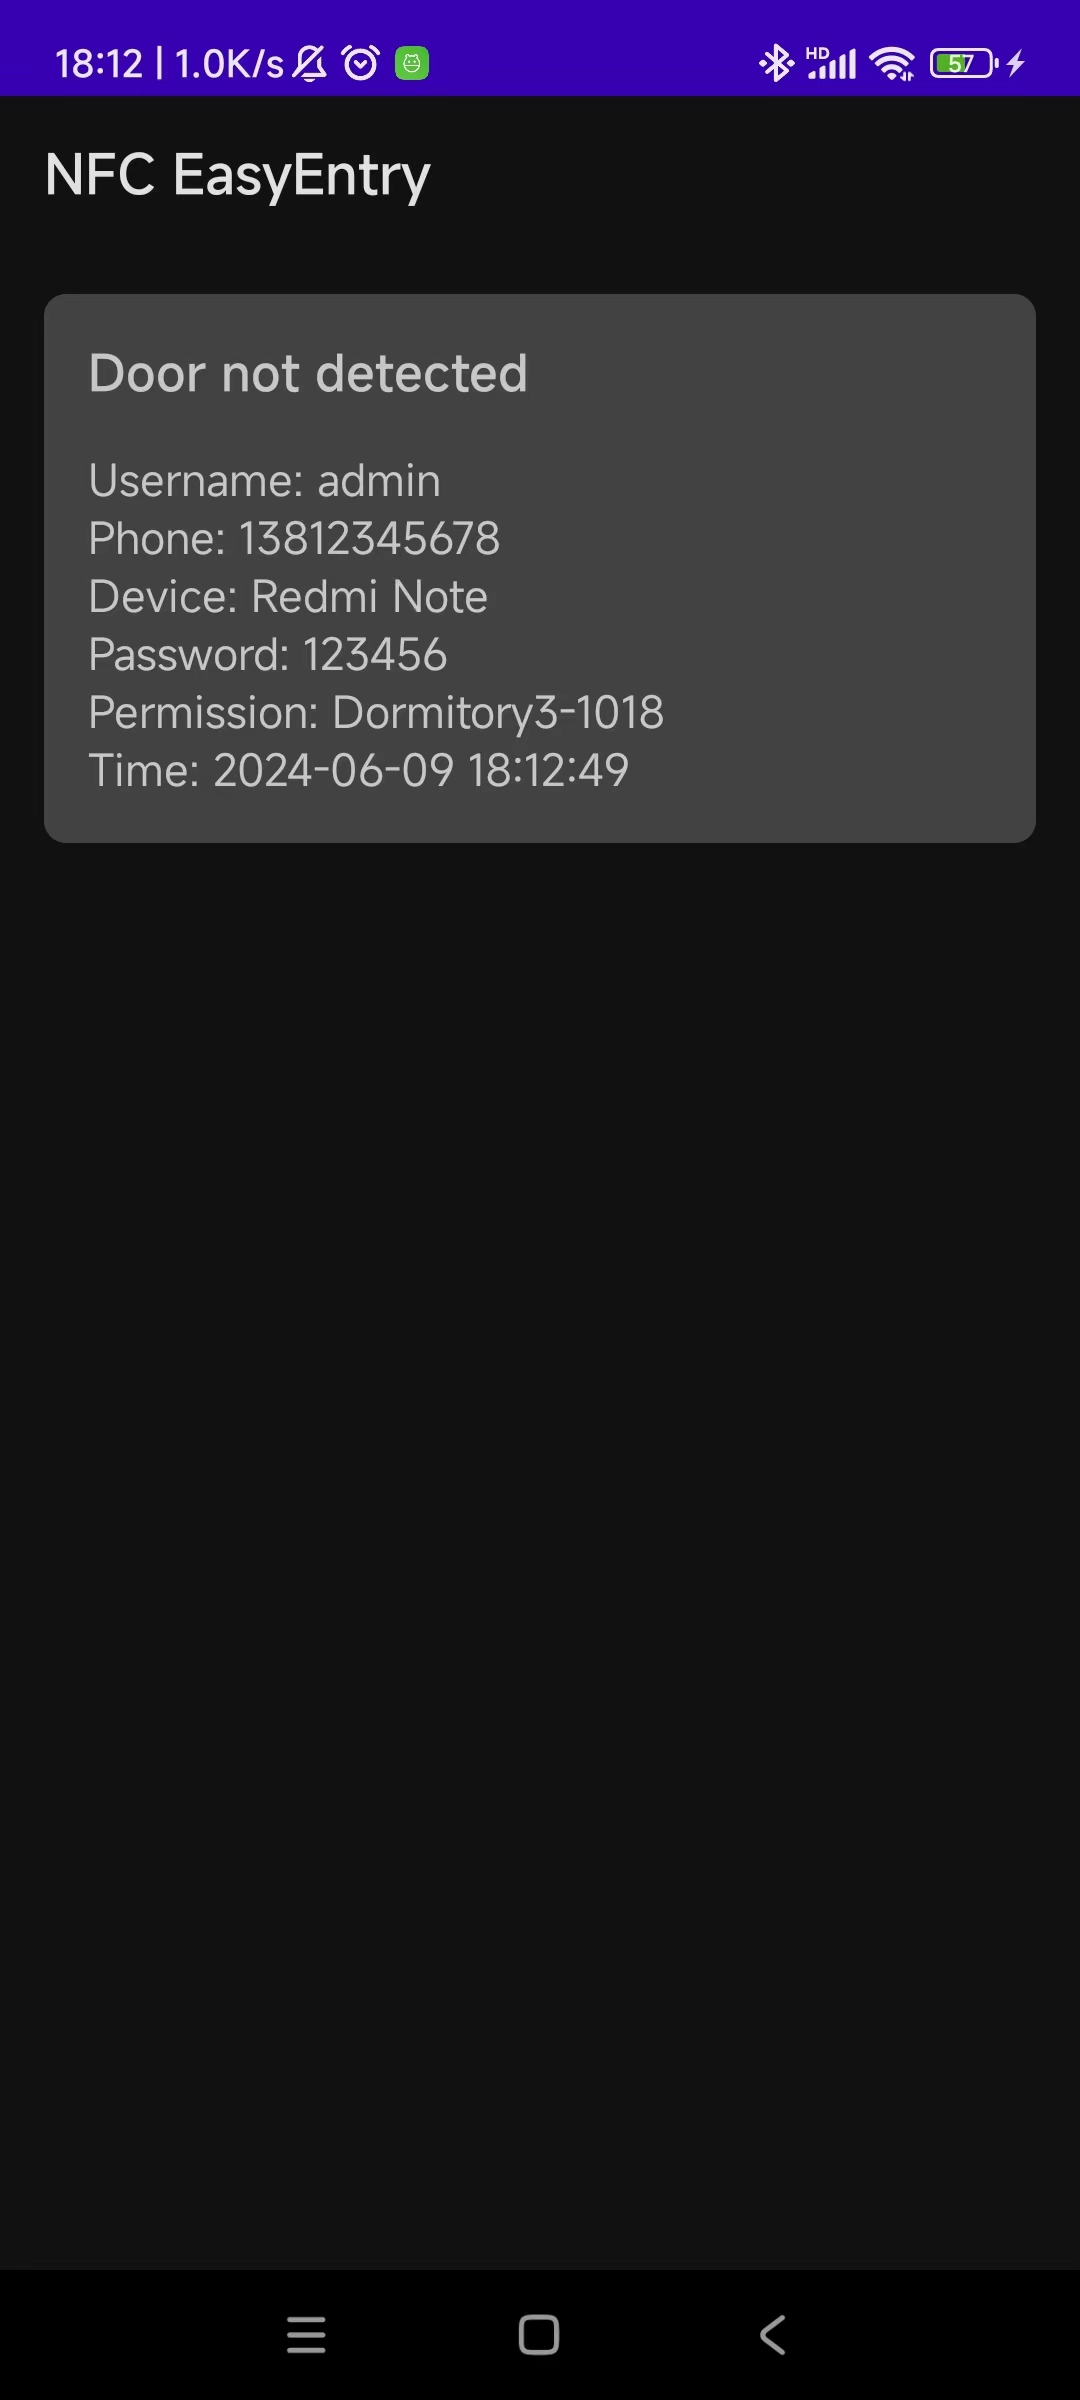 18:12 | 1.0K/s HD 57
NFC EasyEntry
Door not detected
Username: admin
Phone: 13812345678
Device: Redmi Note
Password: 123456
Permission: Dormitory3-1018
Time: 2024-06-09 18:12:49